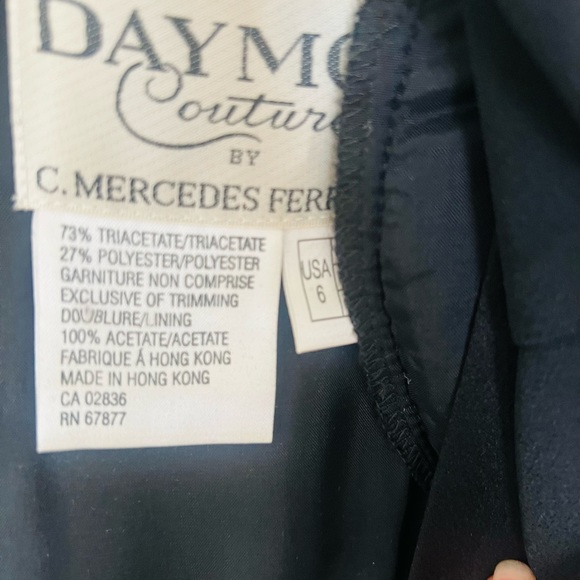 DAYMO
Couture
BY
C. MERCEDES FERR
73% TRIACETATE/TRIACETATE
27% POLYESTER/POLYESTER
GARNITURE NON COMPRISE
EXCLUSIVE OF TRIMMING
DOUBLURE/LINING
100% ACETATE/ACETATE
FABRIQUE Á HONG KONG
MADE IN HONG KONG
CA 02836
RN 67877
USA
6